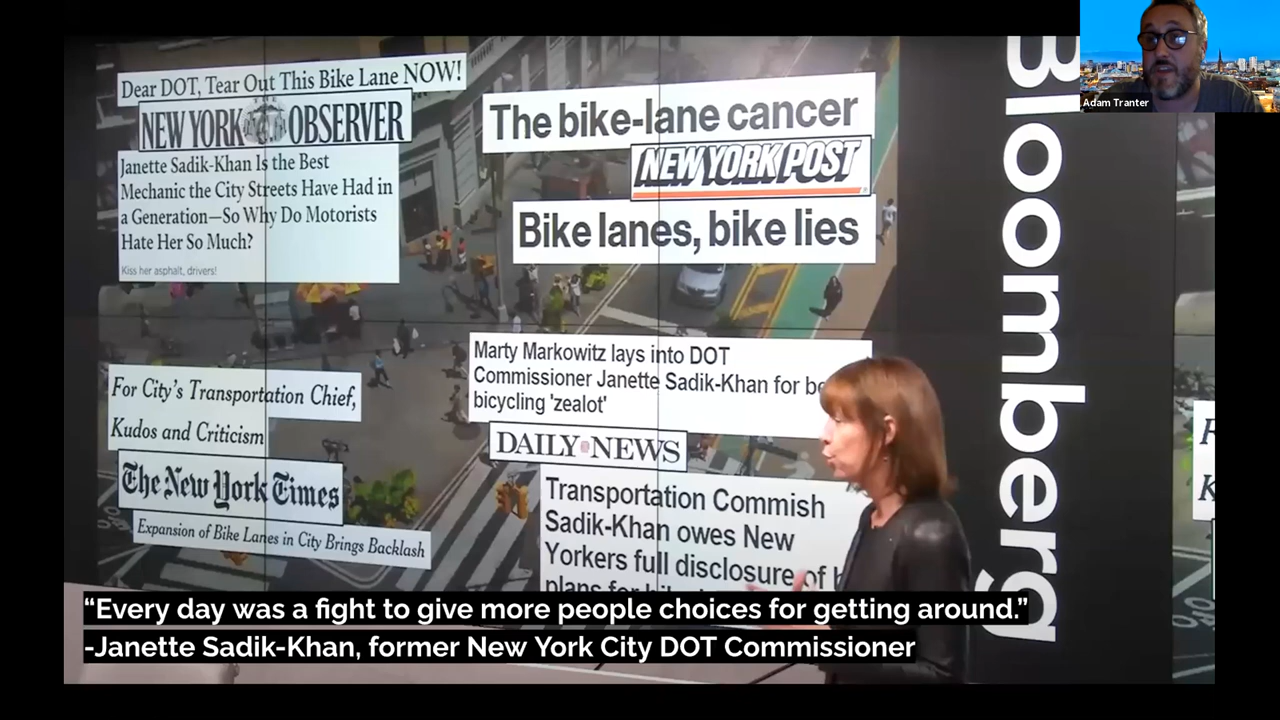 Dear DOT, Tear Out This Bike Lane NOW!
NEW YORK OBSERVER
Janette Sadik-Khan Is the Best
Mechanic the City Streets Have Had in
a Generation—So Why Do Motorists
Hate Her So Much?
Kiss her asphalt, drivers!
The bike-lane cancer
NEW YORK POST
Bike lanes, bike lies
For City's Transportation Chief,
Kudos and Criticism
The New York Times
Expansion of Bike Lanes in City Brings Backlash
Marty Markowitz lays into DOT
Commissioner Janette Sadik-Khan for
bicycling 'zealot'
DAILY NEWS
Transportation Commish
Sadik-Khan owes New
Yorkers full disclosure of
plans for
Bloomberg
Adam Tranter
“Every day was a fight to give more people choices for getting around.”
-Janette Sadik-Khan, former New York City DOT Commissioner